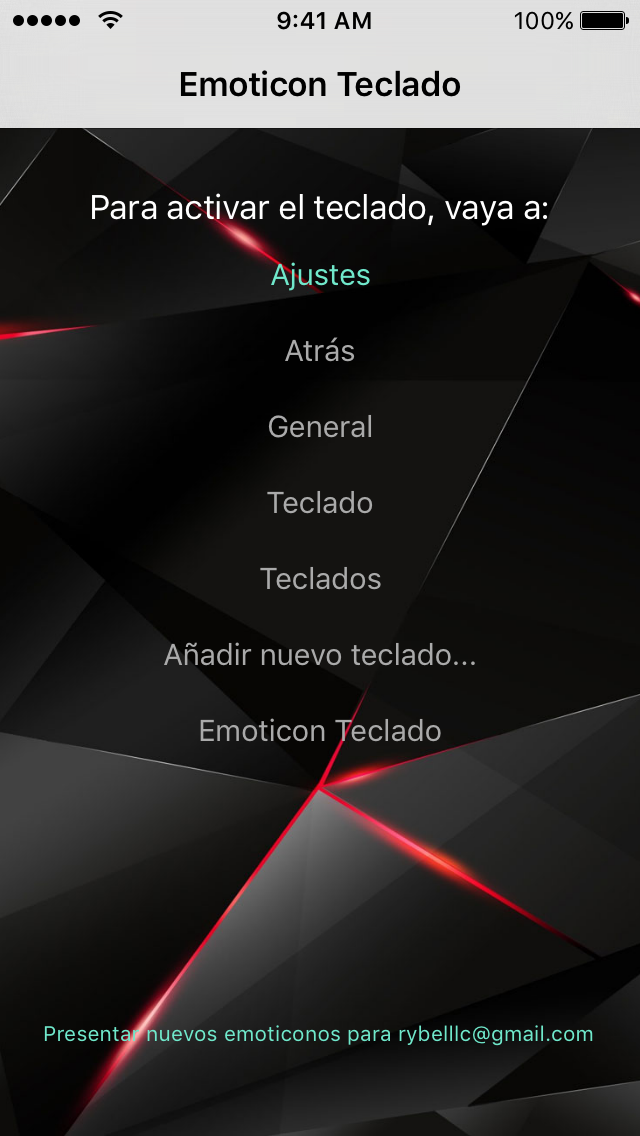 9:41 AM 100%
Emoticon Teclado
Para activar el teclado, vaya a:
Ajustes
Atrás
General
Teclado
Teclados
Añadir nuevo teclado...
Emoticon Teclado
Presentar nuevos emoticonos para rybelllc@gmail.com